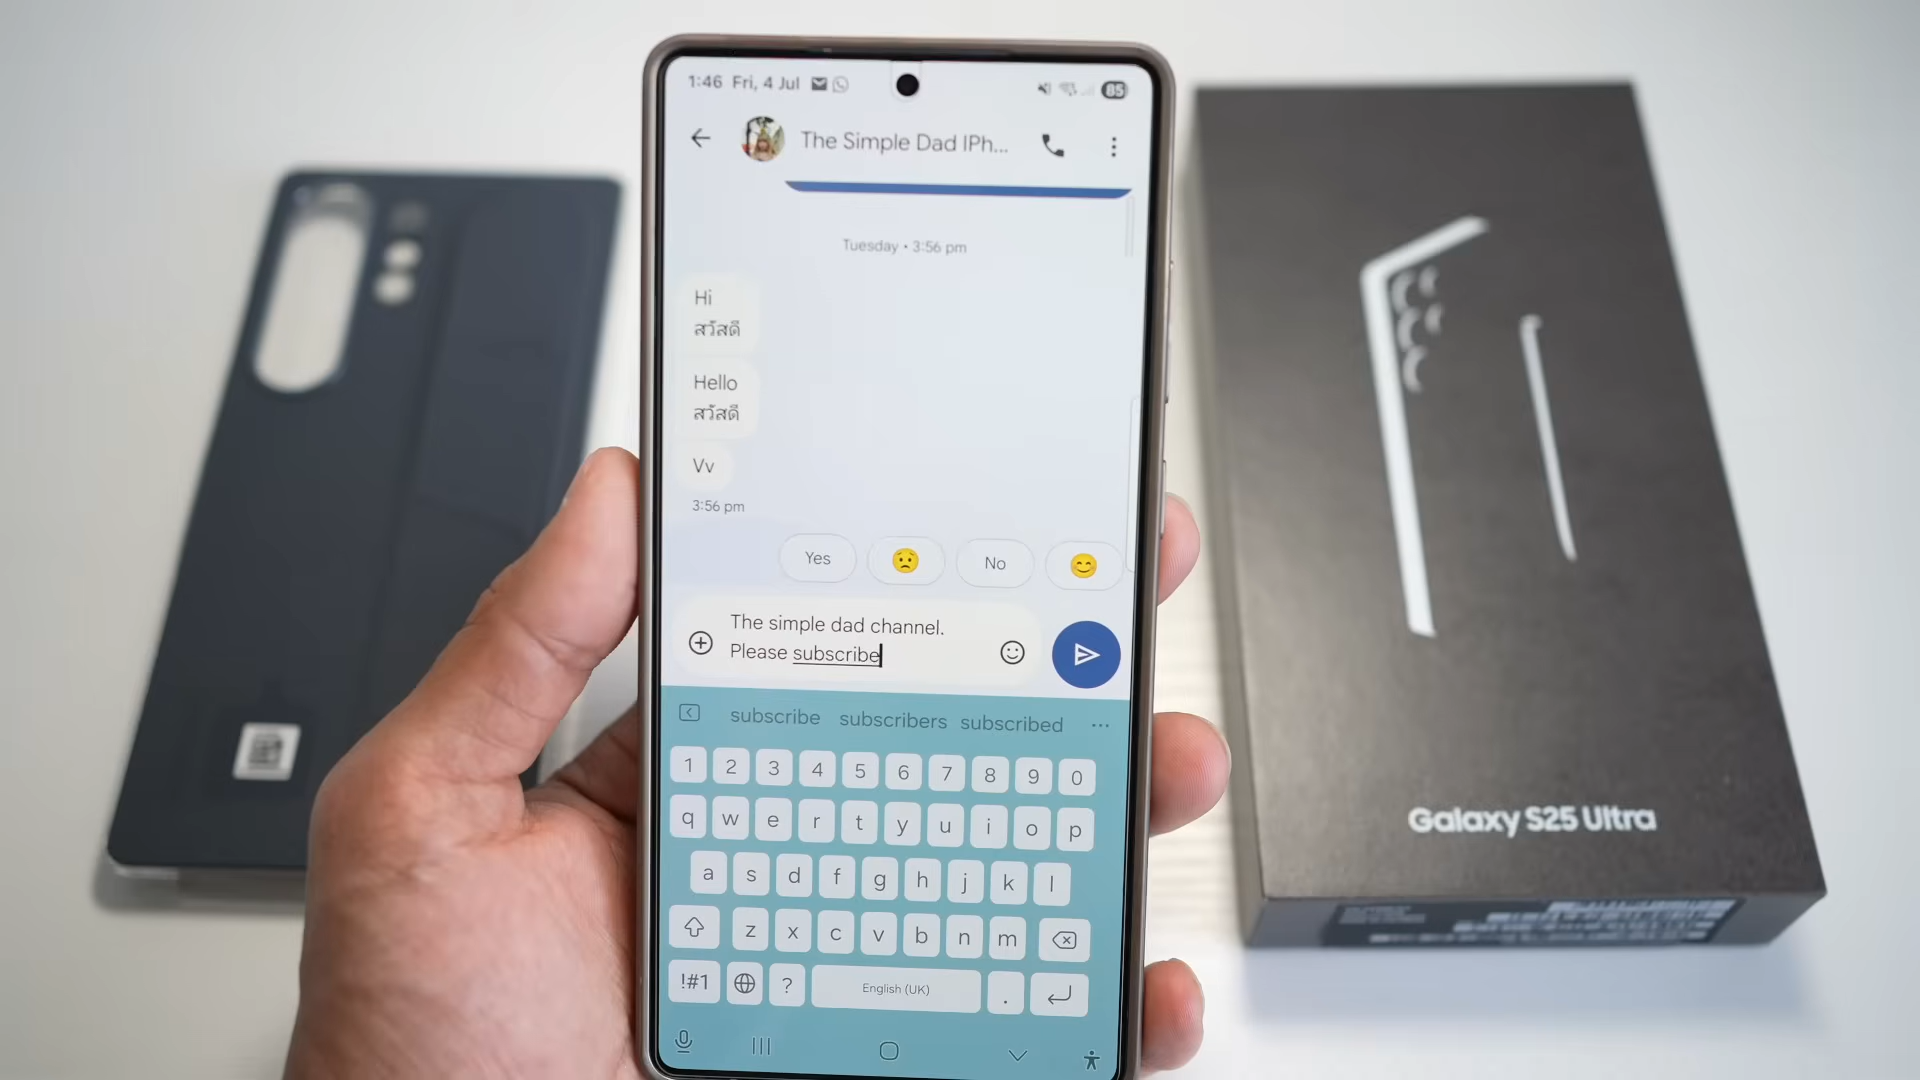 1:46 Fri, 4 Jul
85
The Simple Dad IPh...
Tuesday • 3:56 pm
Hi
สวัสดี
Hello
สวัสดี
Vv
3:56 pm
Yes
No
The simple dad channel.
Please subscribe
subscribe subscribers subscribed ...
1 2 3 4 5 6 7 8 9 0
q w e r t y u i o p
a s d f g h j k l
z x c v b n m
!#1 ? English (UK) .
Galaxy S25 Ultra